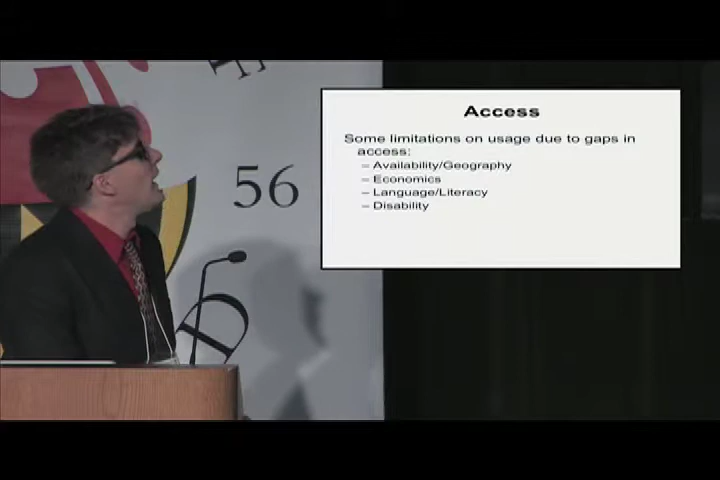 Access
Some limitations on usage due to gaps in
access:
– Availability/Geography
– Economics
– Language/Literacy
– Disability
56